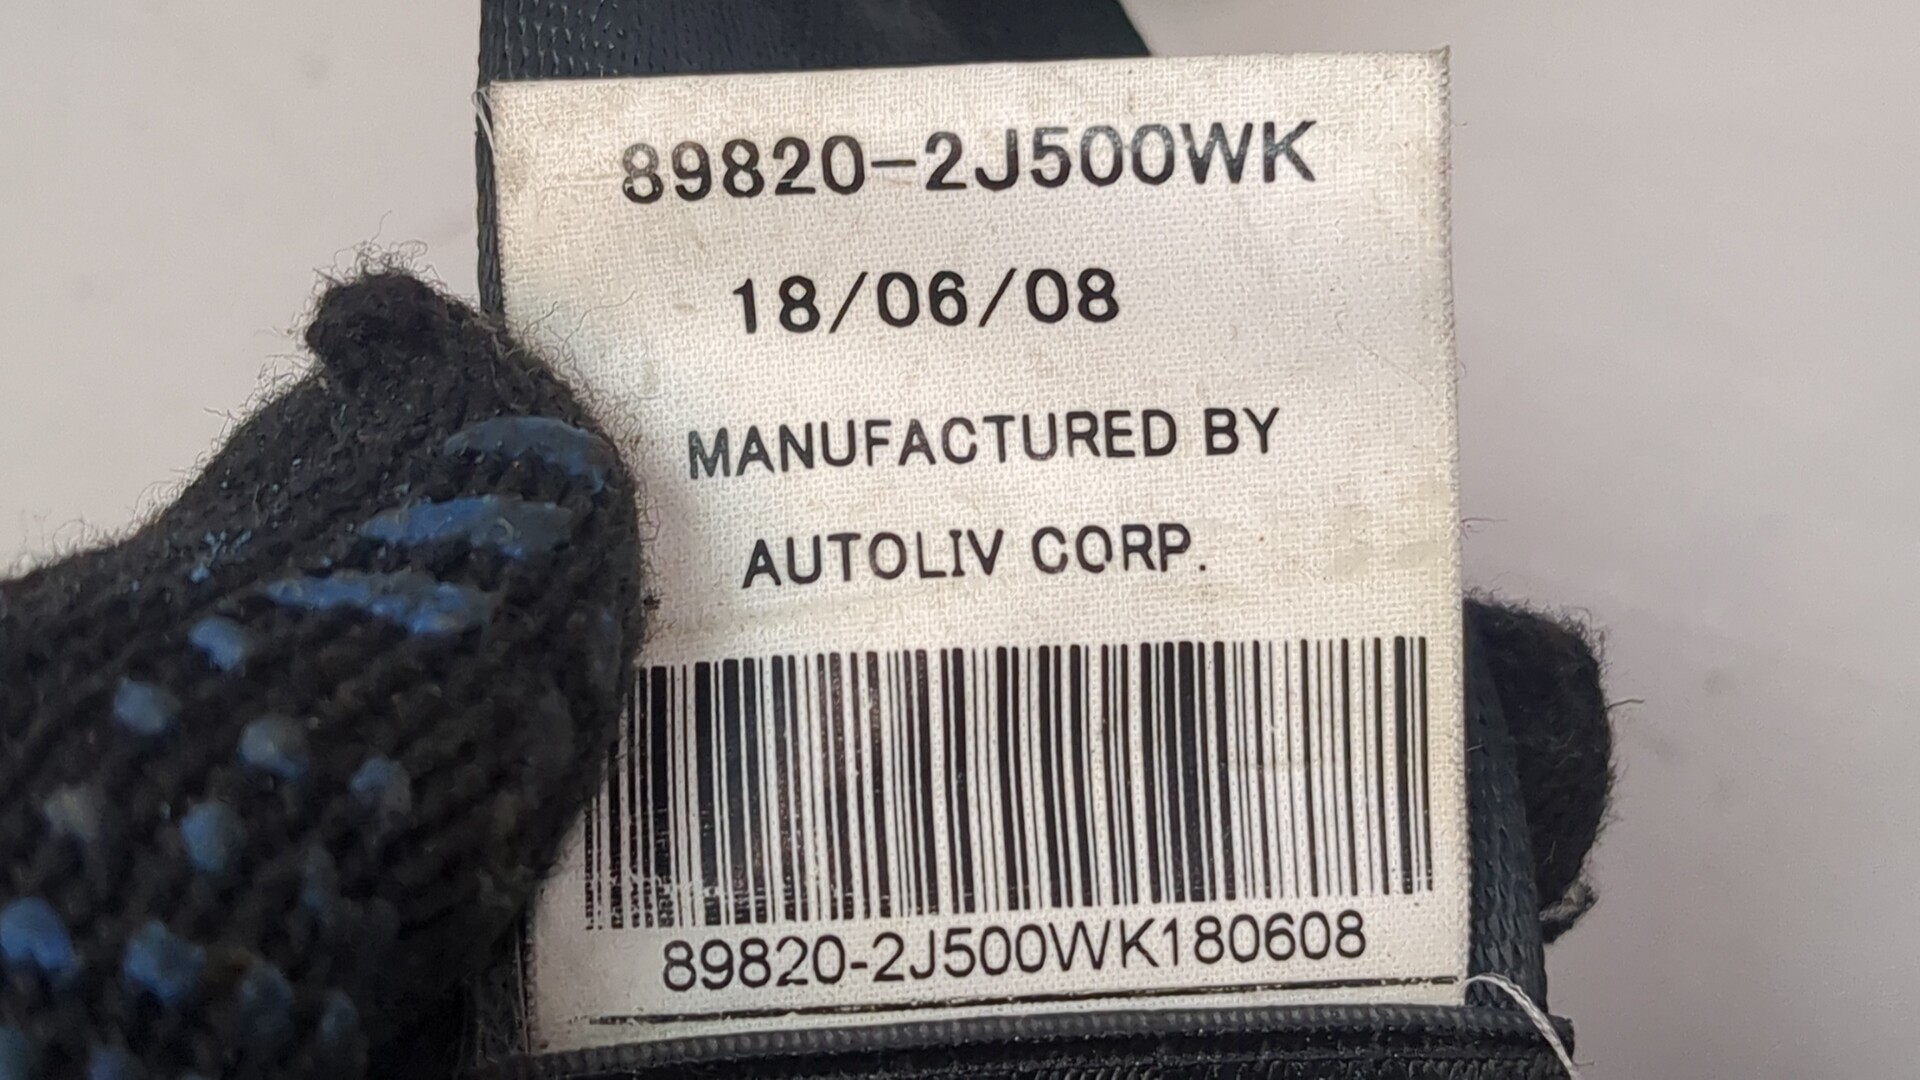 89820-2J500WK
18/06/08
MANUFACTURED BY
AUTOLIV CORP.
89820-2J500WK180608